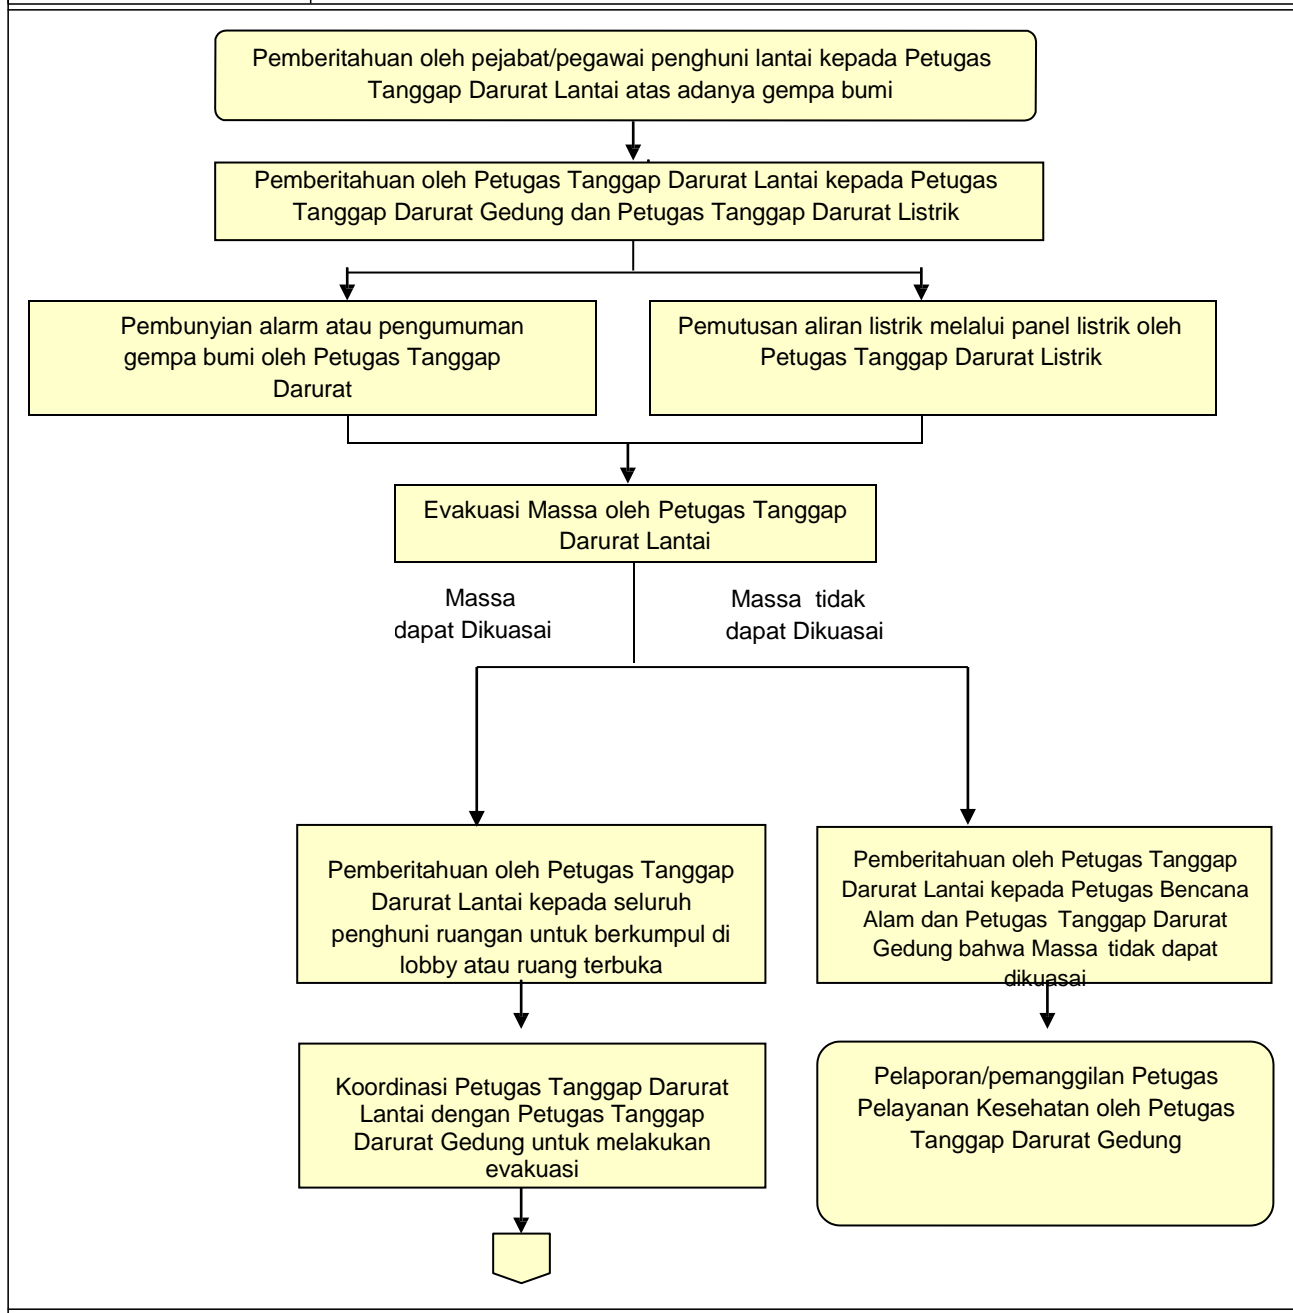 Pemberitahuan oleh pejabat/pegawai penghuni lantai kepada Petugas
Tanggap Darurat Lantai atas adanya gempa bumi
Pemberitahuan oleh Petugas Tanggap Darurat Lantai kepada Petugas
Tanggap Darurat Gedung dan Petugas Tanggap Darurat Listrik
Pembunyian alarm atau pengumuman
gempa bumi oleh Petugas Tanggap
Darurat
Pemutusan aliran listrik melalui panel listrik oleh
Petugas Tanggap Darurat Listrik
Evakuasi Massa oleh Petugas Tanggap
Darurat Lantai
Massa
dapat Dikuasai
Massa tidak
dapat Dikuasai
Pemberitahuan oleh Petugas Tanggap
Darurat Lantai kepada seluruh
penghuni ruangan untuk berkumpul di
lobby atau ruang terbuka
Pemberitahuan oleh Petugas Tanggap
Darurat Lantai kepada Petugas Bencana
Alam dan Petugas Tanggap Darurat
Gedung bahwa Massa tidak dapat
dikuasai
Koordinasi Petugas Tanggap Darurat
Lantai dengan Petugas Tanggap
Darurat Gedung untuk melakukan
evakuasi
Pelaporan/pemanggilan Petugas
Pelayanan Kesehatan oleh Petugas
Tanggap Darurat Gedung